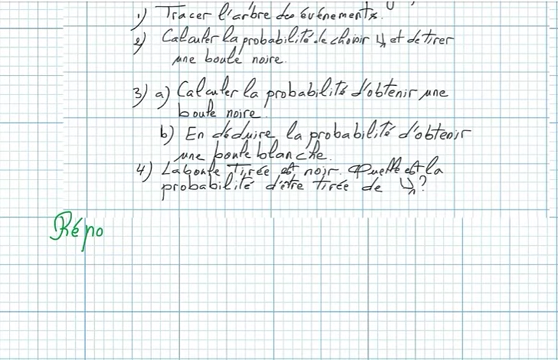 1) Tracer l'arbre des événements.
2) Calculer la probabilité de choisir U₁ et de tirer
une boule noire.
3) a) Calculer la probabilité d'obtenir une
boule noire.
b) En déduire la probabilité d'obtenir
une boule blanche.
4) La boule Tirée est noir. Quelle est la
probabilité d'être tirée de U₁?
Répo